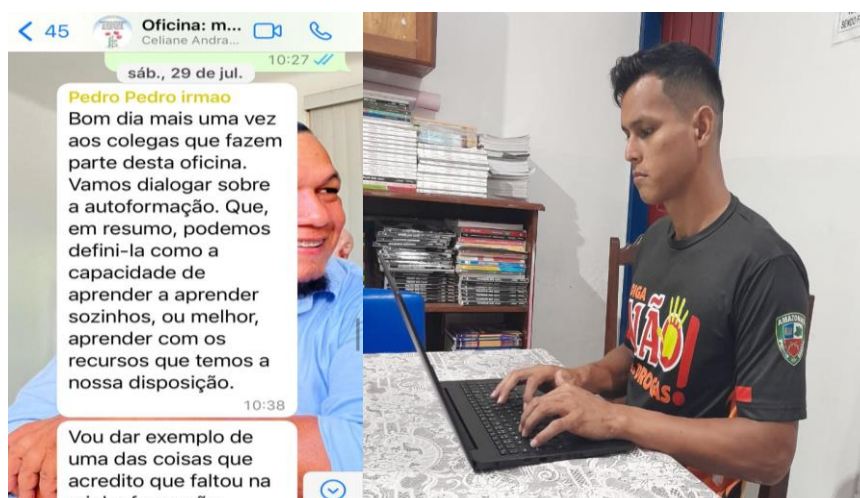 45
Oficina: m...
Celiane Andra...
10:27
sáb., 29 de jul.
Pedro Pedro irmao
Bom dia mais uma vez
aos colegas que fazem
parte desta oficina.
Vamos dialogar sobre
a autoformação. Que,
em resumo, podemos
defini-la como a
capacidade de
aprender a aprender
sozinhos, ou melhor,
aprender com os
recursos que temos a
nossa disposição.
10:38
Vou dar exemplo de
uma das coisas que
acredito que faltou na
DIGA
NÃO!
DROGAS
AMAZONAS